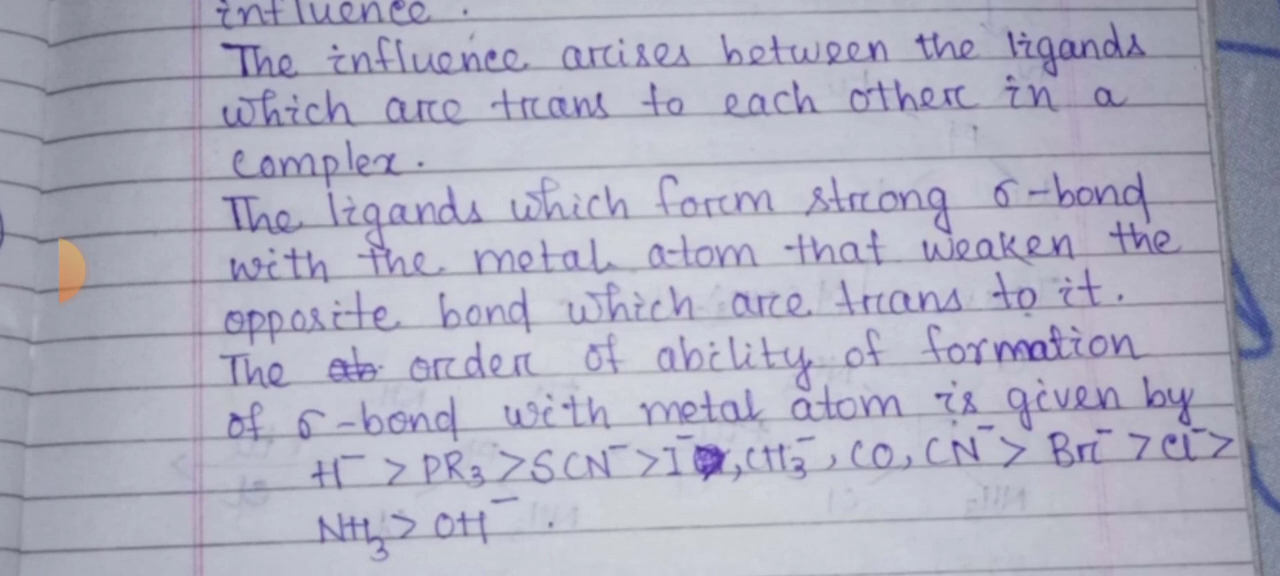 influence.
The influence arises between the ligands
which are trans to each other in a
complex.
The ligands which form strong σ-bond
with the metal atom that weaken the
opposite bond which are trans to it.
The order of ability of formation
of σ-bond with metal atom is given by
H⁻ > PR₃ > SCN⁻ > I⁻, CH₃⁻, CO, CN⁻ > Br⁻ > Cl⁻ >
NH₃ > OH⁻.